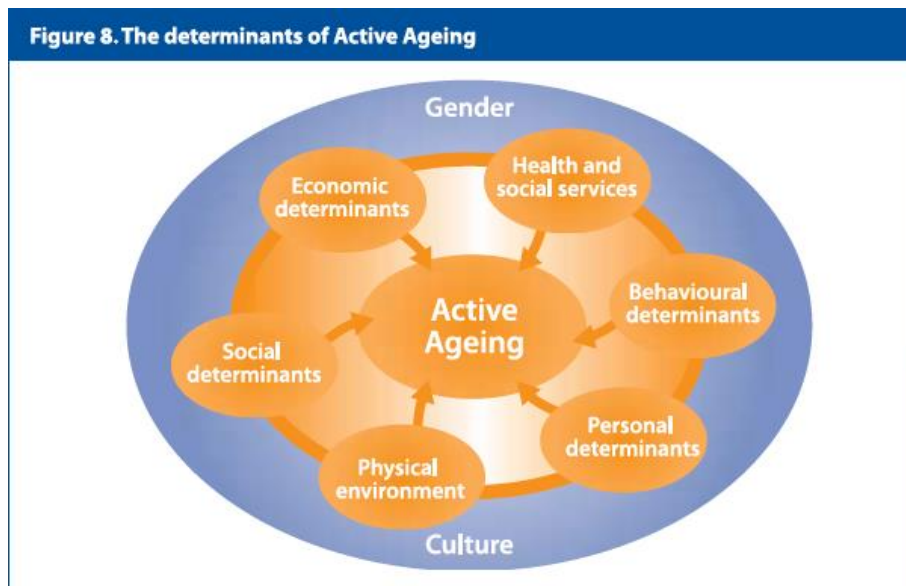 Figure 8. The determinants of Active Ageing
Gender
Economic
determinants
Health and
social services
Behavioural
determinants
Active
Ageing
Social
determinants
Personal
determinants
Physical
environment
Culture